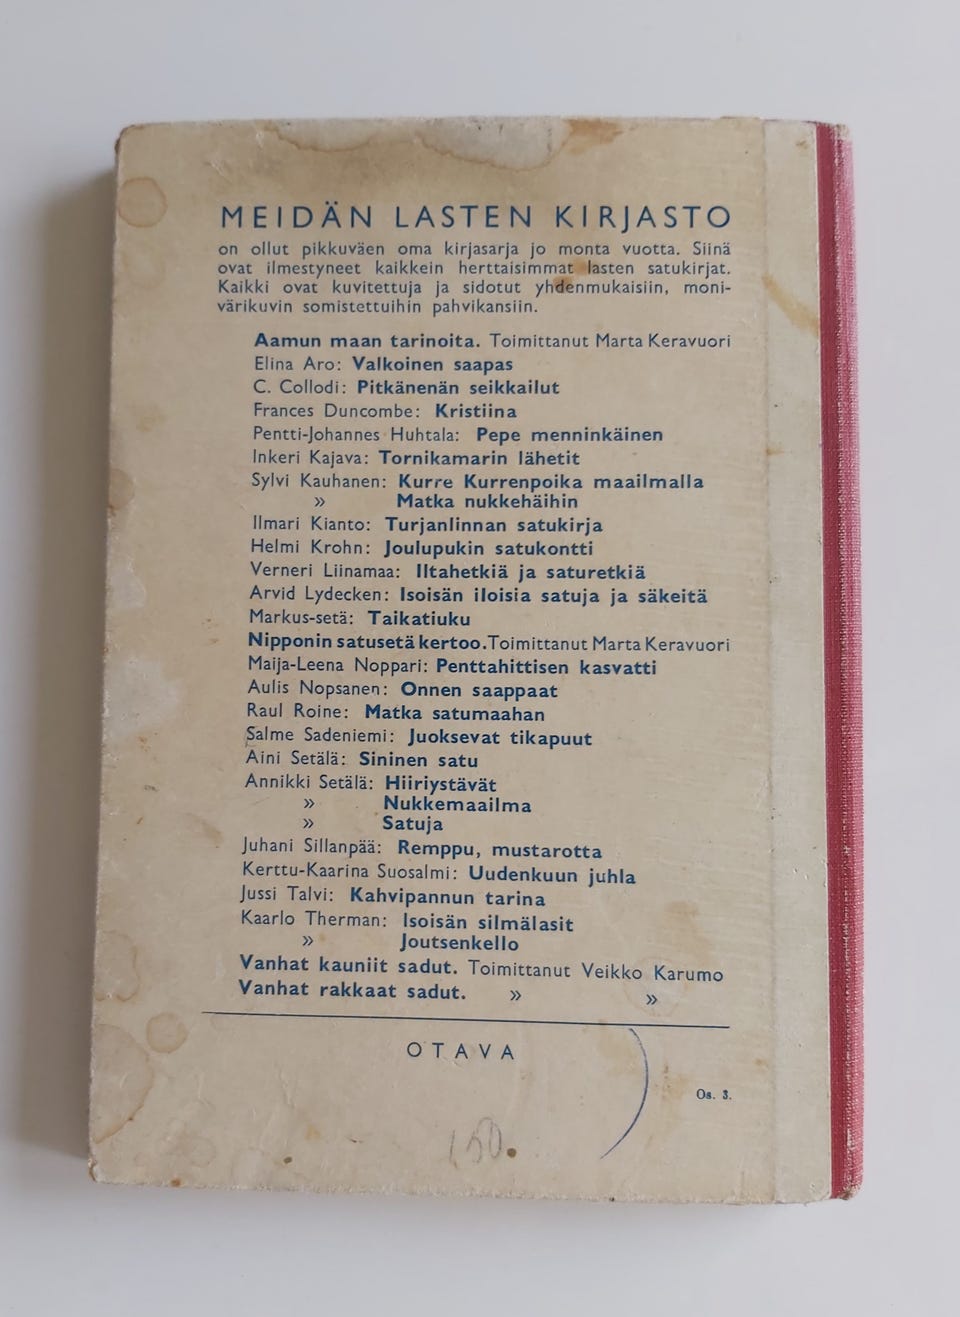 MEIDÄN LASTEN KIRJASTO
on ollut pikkuväen oma kirjasarja jo monta vuotta. Siinä
ovat ilmestyneet kaikkein herttaisimmat lasten satukirjat.
Kaikki ovat kuvitettuja ja sidotut yhdenmukaisiin, moni-
värikuvin somistettuihin pahvikansiin.
Aamun maan tarinoita. Toimittanut Marta Keravuori
Elina Aro: Valkoinen saapas
C. Collodi: Pitkänenän seikkailut
Frances Duncombe: Kristiina
Pentti-Johannes Huhtala: Pepe menninkäinen
Inkeri Kajava: Tornikamarin lähetit
Sylvi Kauhanen: Kurre Kurrenpoika maailmalla
» Matka nukkehäihin
Ilmari Kianto: Turjanlinnan satukirja
Helmi Krohn: Joulupukin satukontti
Verneri Liinamaa: Iltahetkiä ja saturetkiä
Arvid Lydecken: Isoisän iloisia satuja ja säkeitä
Markus-setä: Taikatiuku
Nipponin satusetä kertoo. Toimittanut Marta Keravuori
Maija-Leena Noppari: Penttahittisen kasvatti
Aulis Nopsanen: Onnen saappaat
Raul Roine: Matka satumaahan
Salme Sadeniemi: Juoksevat tikapuut
Aini Setälä: Sininen satu
Annikki Setälä: Hiiriystävät
» Nukkemaailma
» Satuja
Juhani Sillanpää: Remppu, mustarotta
Kerttu-Kaarina Suosalmi: Uudenkuun juhla
Jussi Talvi: Kahvipannun tarina
Kaarlo Therman: Isoisän silmälasit
» Joutsenkello
Vanhat kauniit sadut. Toimittanut Veikko Karumo
Vanhat rakkaat sadut. » »
OTAVA
Os. 3.
150.